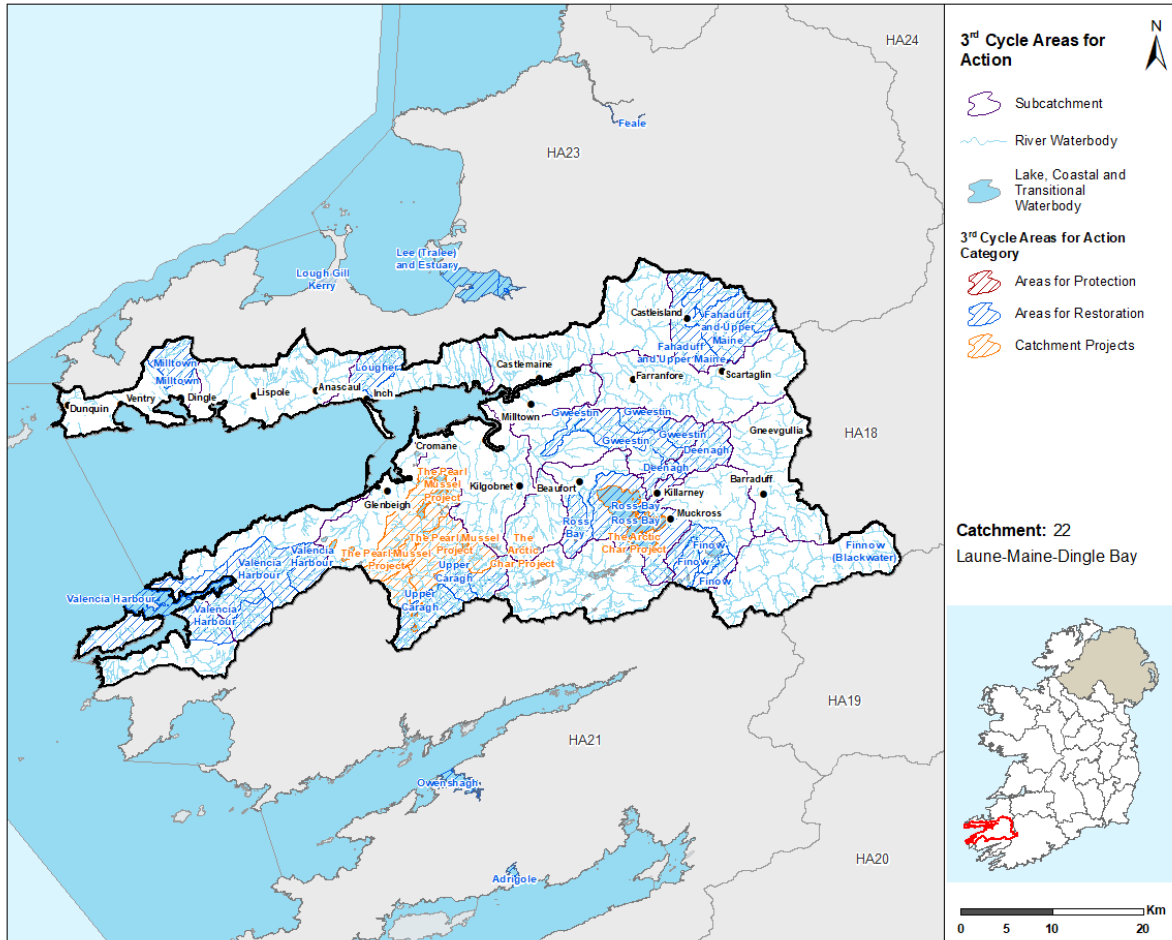 HA24
Feale
HA23
Lee (Tralee)
and Estuary
Lough Gill
Kerry
Castleisland
Fahaduff
and Upper
Maine
Fahaduff
and Upper Maine
Scartaglin
Farranfore
Castlemaine
Milltown
Milltown
Milltown
Lougher
Dunquin
Ventry
Dingle
Lispole
Anascaul
Inch
Gweestin
Gweestin
Gweestin
Gweestin
Deenagh
Deenagh
Gneevgullia
HA18
Cromane
The Pearl
Mussel
Project
Kilgobnet
Beaufort
Killarney
Barraduff
Glenbeigh
Ross Bay
Ross Bay
Ross
Bay
Muckross
The Pearl Mussel
Project
The Pearl Mussel
Project
The
Arctic
Char Project
The Arctic
Char Project
Finow
Finow
Finow
Finnow
(Blackwater)
Upper
Caragh
Upper
Caragh
Valencia
Harbour
Valencia
Harbour
Valencia Harbour
Valencia
Harbour
HA19
HA21
Owenshagh
HA20
Adrigole
3rd Cycle Areas for
Action
N
Subcatchment
River Waterbody
Lake, Coastal and
Transitional
Waterbody
3rd Cycle Areas for Action
Category
Areas for Protection
Areas for Restoration
Catchment Projects
Catchment: 22
Laune-Maine-Dingle Bay
Km
0 5 10 20